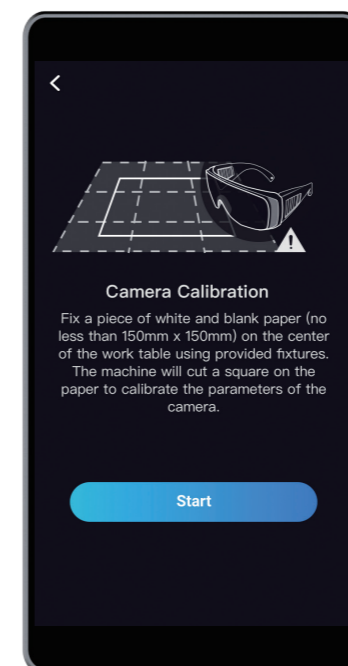 Camera Calibration
Fix a piece of white and blank paper (no
less than 150mm x 150mm) on the center
of the work table using provided fixtures.
The machine will cut a square on the
paper to calibrate the parameters of the
camera.
Start